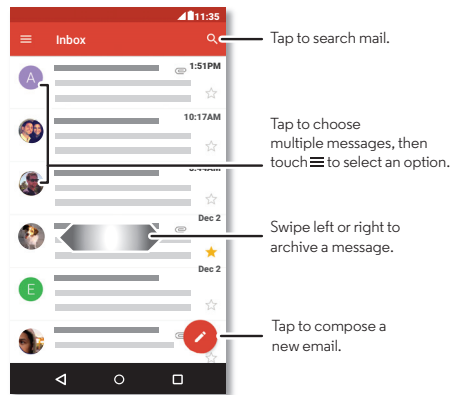 11:35
Inbox
Tap to search mail.
A
1:51PM
10:17AM
Tap to choose
multiple messages, then
touch ☰ to select an option.
Dec 2
Swipe left or right to
archive a message.
Dec 2
E
Tap to compose a
new email.